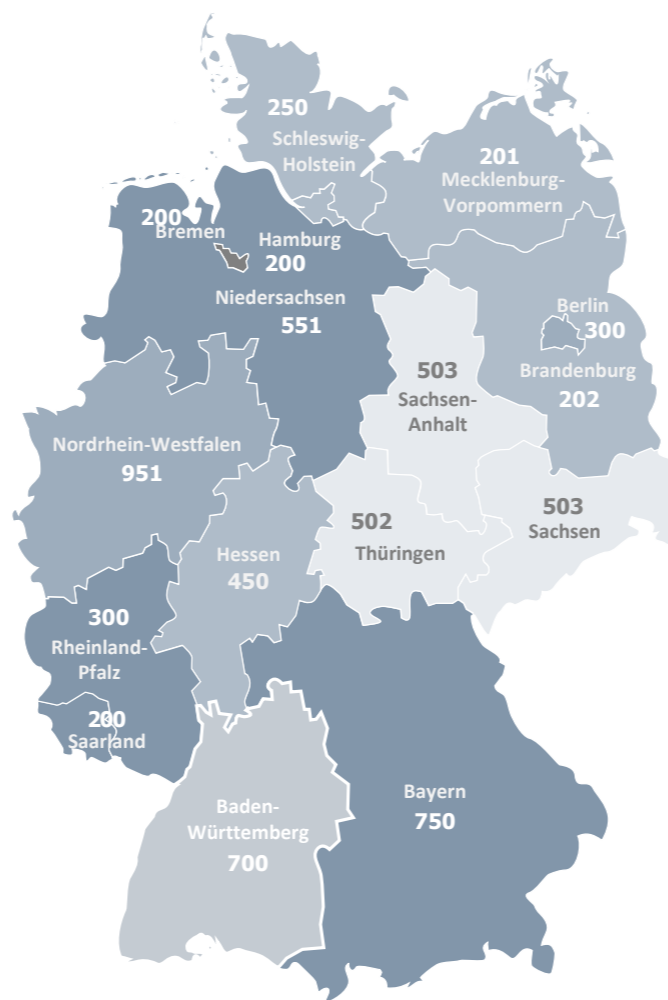 250
Schleswig-
Holstein
201
Mecklenburg-
Vorpommern
200
Bremen
Hamburg
200
Niedersachsen
551
Berlin
300
Brandenburg
202
503
Sachsen-
Anhalt
Nordrhein-Westfalen
951
502
Thüringen
503
Sachsen
Hessen
450
300
Rheinland-
Pfalz
200
Saarland
Baden-
Württemberg
700
Bayern
750